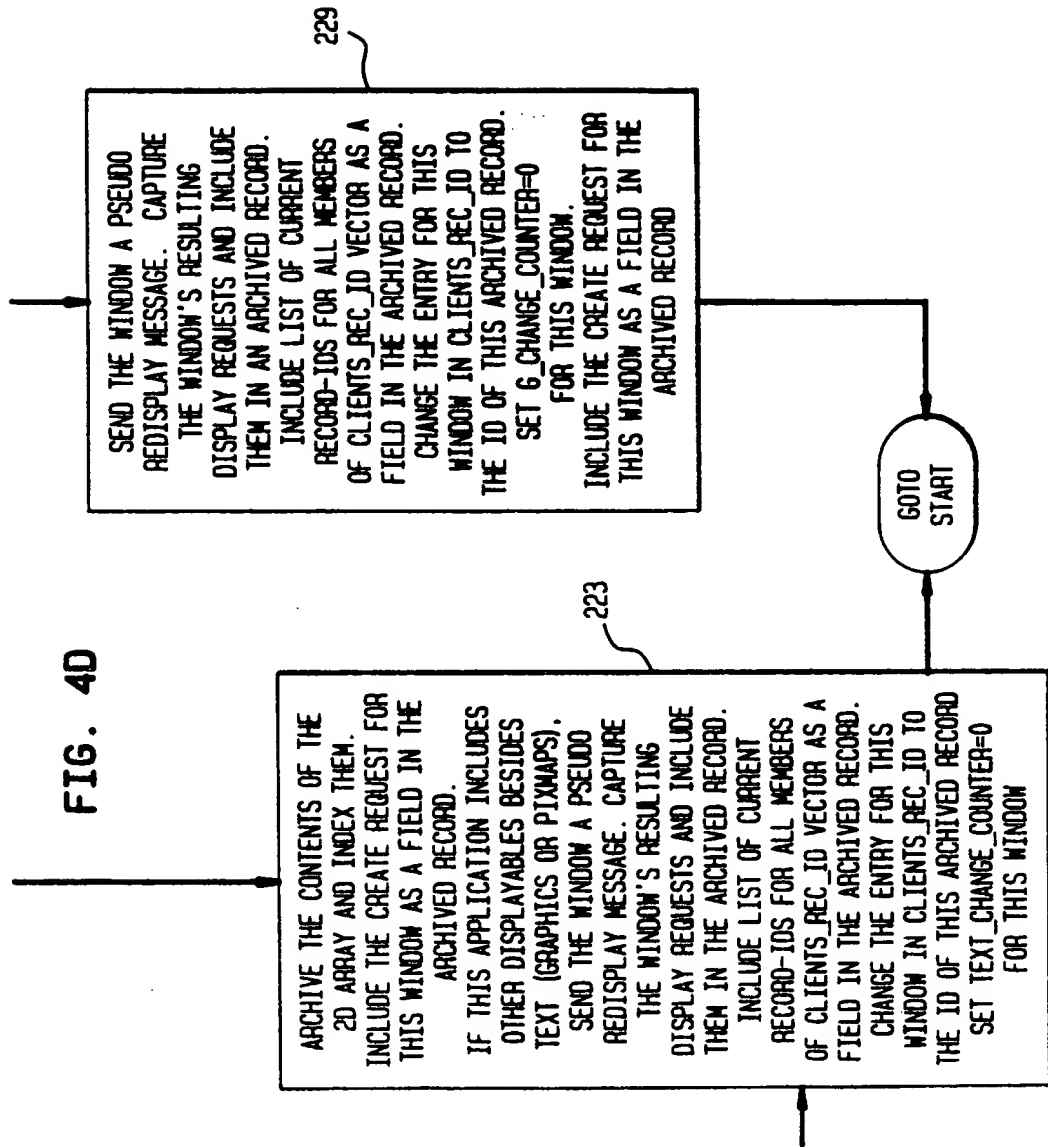 FIG. 4D
ARCHIVE THE CONTENTS OF THE
2D ARRAY AND INDEX THEM.
INCLUDE THE CREATE REQUEST FOR
THIS WINDOW AS A FIELD IN THE
ARCHIVED RECORD.
IF THIS APPLICATION INCLUDES
OTHER DISPLAYABLES BESIDES
TEXT (GRAPHICS OR PIXMAPS),
SEND THE WINDOW A PSEUDO
REDISPLAY MESSAGE. CAPTURE
THE WINDOW'S RESULTING
DISPLAY REQUESTS AND INCLUDE
THEM IN THE ARCHIVED RECORD.
INCLUDE LIST OF CURRENT
RECORD-IDS FOR ALL MEMBERS
OF CLIENTS_REC_ID VECTOR AS A
FIELD IN THE ARCHIVED RECORD.
CHANGE THE ENTRY FOR THIS
WINDOW IN CLIENTS_REC_ID TO
THE ID OF THIS ARCHIVED RECORD
SET TEXT_CHANGE_COUNTER=0
FOR THIS WINDOW
223
SEND THE WINDOW A PSEUDO
REDISPLAY MESSAGE. CAPTURE
THE WINDOW'S RESULTING
DISPLAY REQUESTS AND INCLUDE
THEM IN AN ARCHIVED RECORD.
INCLUDE LIST OF CURRENT
RECORD-IDS FOR ALL MEMBERS
OF CLIENTS_REC_ID VECTOR AS A
FIELD IN THE ARCHIVED RECORD.
CHANGE THE ENTRY FOR THIS
WINDOW IN CLIENTS_REC_ID TO
THE ID OF THIS ARCHIVED RECORD.
SET G_CHANGE_COUNTER=0
FOR THIS WINDOW.
INCLUDE THE CREATE REQUEST FOR
THIS WINDOW AS A FIELD IN THE
ARCHIVED RECORD
229
GOTO
START